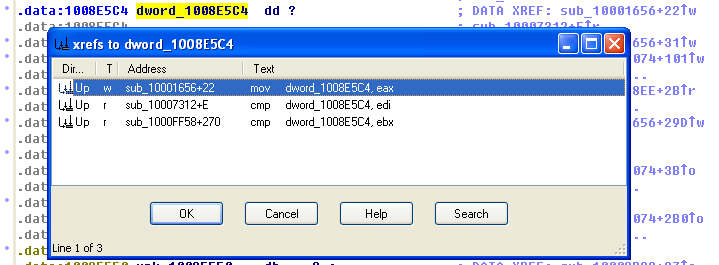 .data:1008E5C4 dword_1008E5C4 dd ? ; DATA XREF: sub_10001656+22↑w
; sub_10007312+E↑r
xrefs to dword_1008E5C4
656+31↑w
074+101↑w
Dir... T Address Text
Up w sub_10001656+22 mov dword_1008E5C4, eax
8EE+2B↑r
Up r sub_10007312+E cmp dword_1008E5C4, edi
Up r sub_1000FF58+270 cmp dword_1008E5C4, ebx
656+29D↑w
074+3B↑o
OK Cancel Help Search
074+2B0↑o
Line 1 of 3